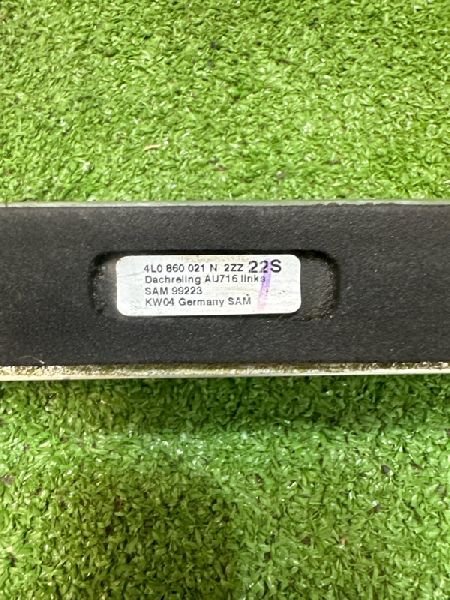 4L0 860 021 N 2ZZ 22S
Dachreling AU716 links
SAM 99223
KW04 Germany SAM